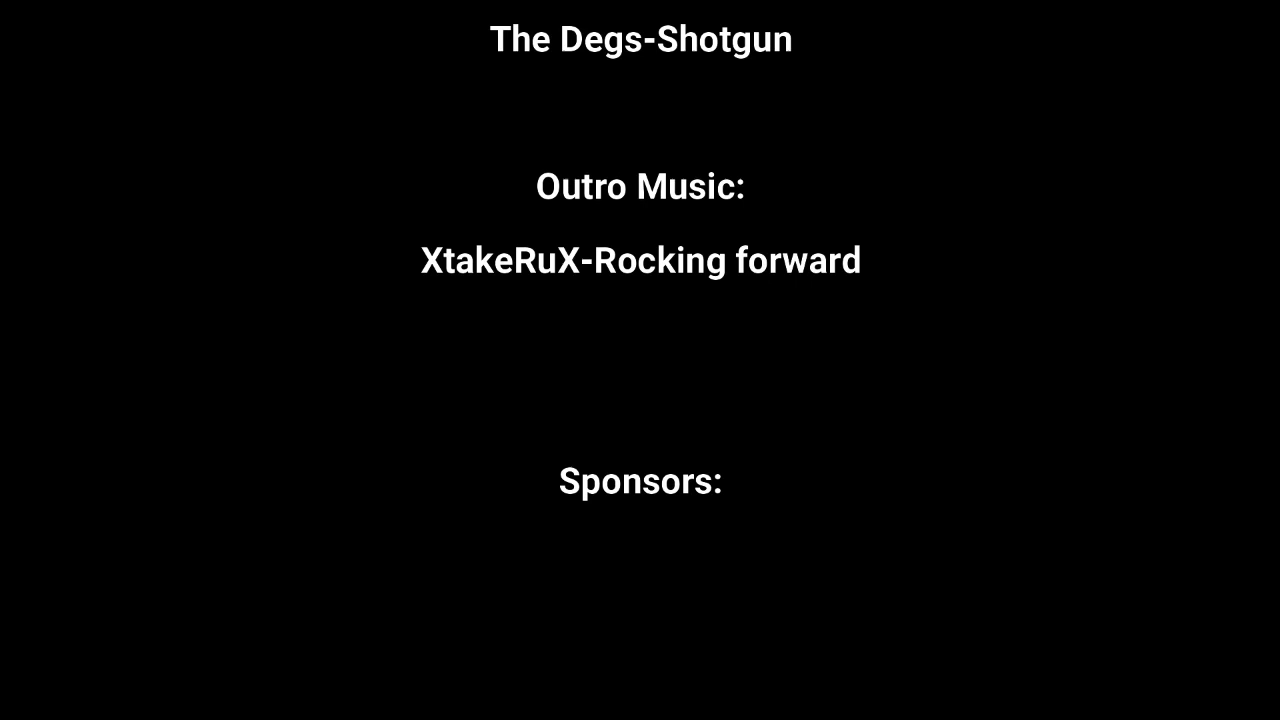 The Degs-Shotgun
Outro Music:
XtakeRuX-Rocking forward
Sponsors: